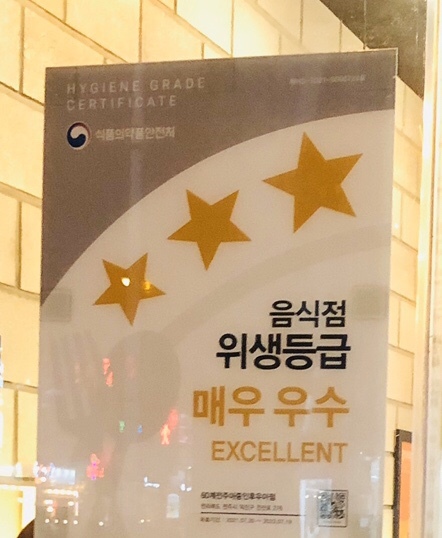 HYGIENE GRADE
CERTIFICATE
식품의약품안전처
음식점
위생등급
매우 우수
EXCELLENT